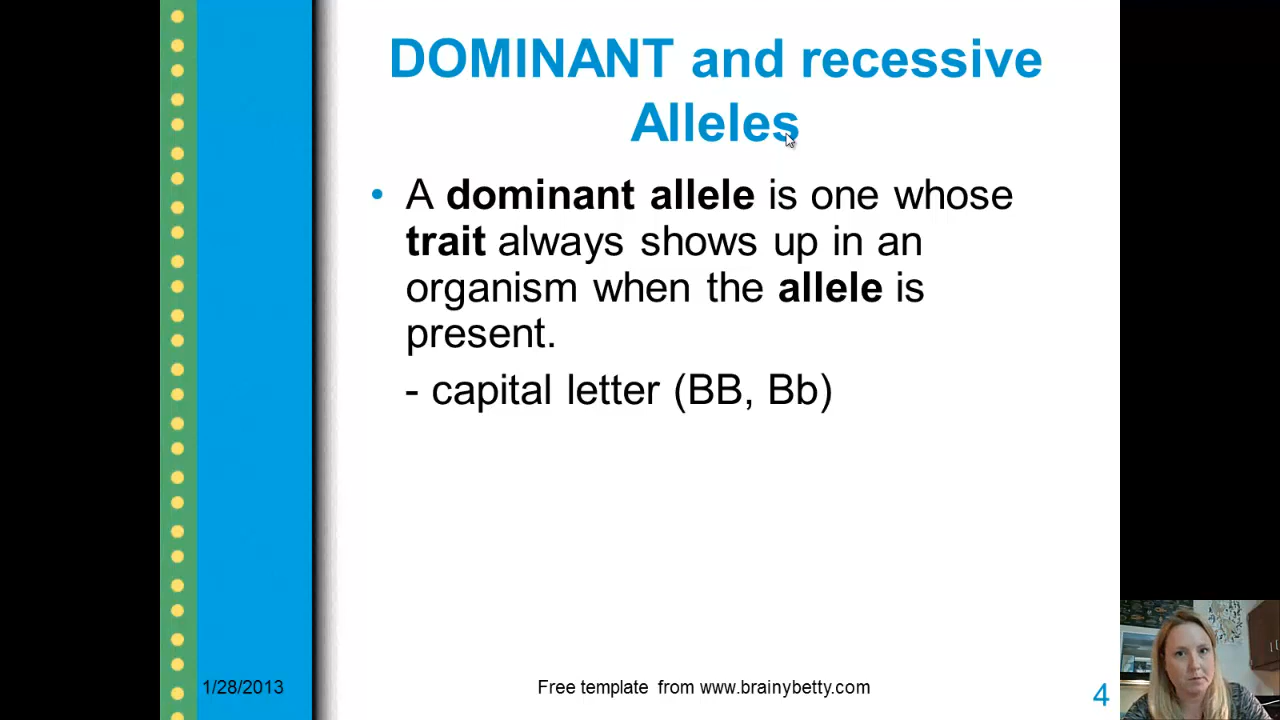 DOMINANT and recessive
Alleles
• A dominant allele is one whose
trait always shows up in an
organism when the allele is
present.
- capital letter (BB, Bb)
1/28/2013
Free template from www.brainybetty.com
4